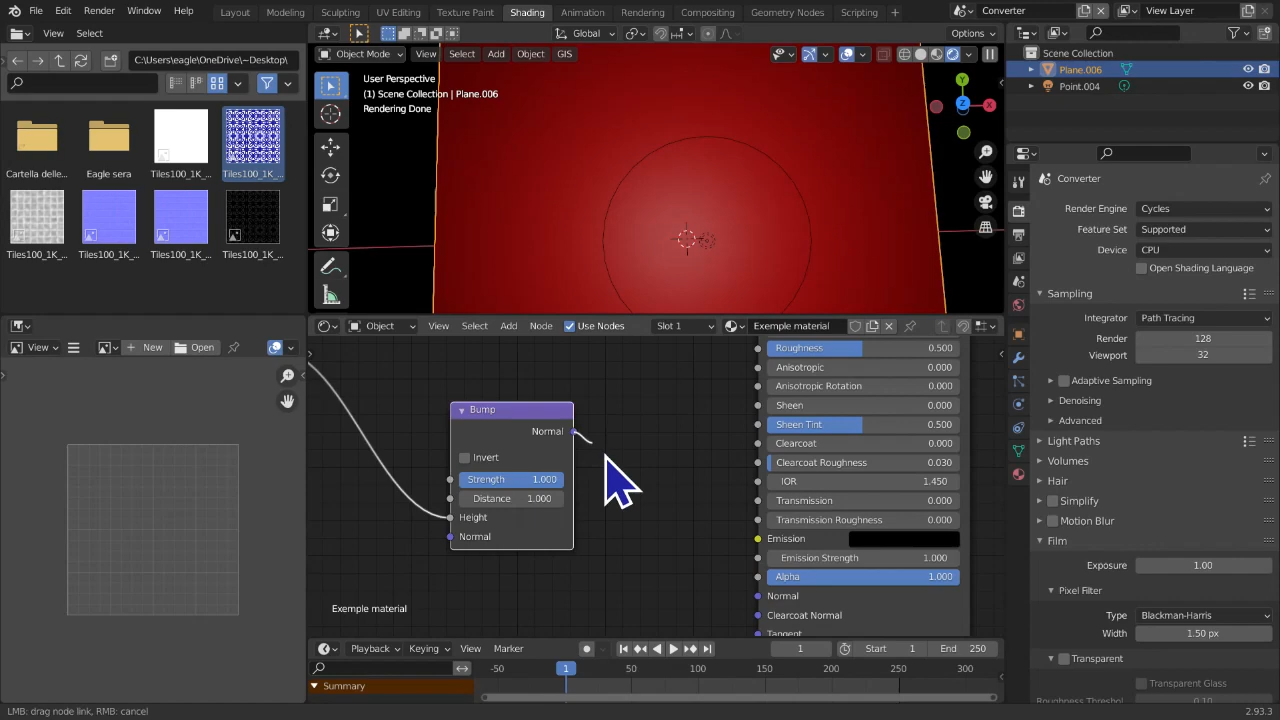 File Edit Render Window Help Layout Modeling Sculpting UV Editing Texture Paint Shading Animation Rendering Compositing Geometry Nodes Scripting Converter View Layer
View Select Global Options
C:\Users\eagle\OneDrive\~Desktop\ Object Mode View Select Add Object GIS
Scene Collection
Plane.006
Point.004
User Perspective
(1) Scene Collection | Plane.006
Rendering Done
Y
Z
X
Cartella delle... Eagle sera Tiles100_1K_... Tiles100_1K_...
Tiles100_1K_... Tiles100_1K_... Tiles100_1K_... Tiles100_1K_...
Converter
Render Engine Cycles
Feature Set Supported
Device CPU
Open Shading Language
Sampling
Integrator Path Tracing
Render 128
Viewport 32
Adaptive Sampling
Denoising
Advanced
Light Paths
Volumes
Hair
Simplify
Motion Blur
Film
Exposure 1.00
Pixel Filter
Type Blackman-Harris
Width 1.50 px
Transparent
Transparent Glass
Object View Select Add Node Use Nodes Slot 1 Exemple material
View New Open
Roughness 0.500
Anisotropic 0.000
Anisotropic Rotation 0.000
Sheen 0.000
Sheen Tint 0.500
Clearcoat 0.000
Clearcoat Roughness 0.030
IOR 1.450
Transmission 0.000
Transmission Roughness 0.000
Emission
Emission Strength 1.000
Alpha 1.000
Normal
Clearcoat Normal
Tangent
Bump
Normal
Invert
Strength 1.000
Distance 1.000
Height
Normal
Exemple material
Playback Keying View Marker 1 Start 1 End 250
1 -50 50 100 150 200 250 300
Summary
LMB: drag node link, RMB: cancel 2.93.3